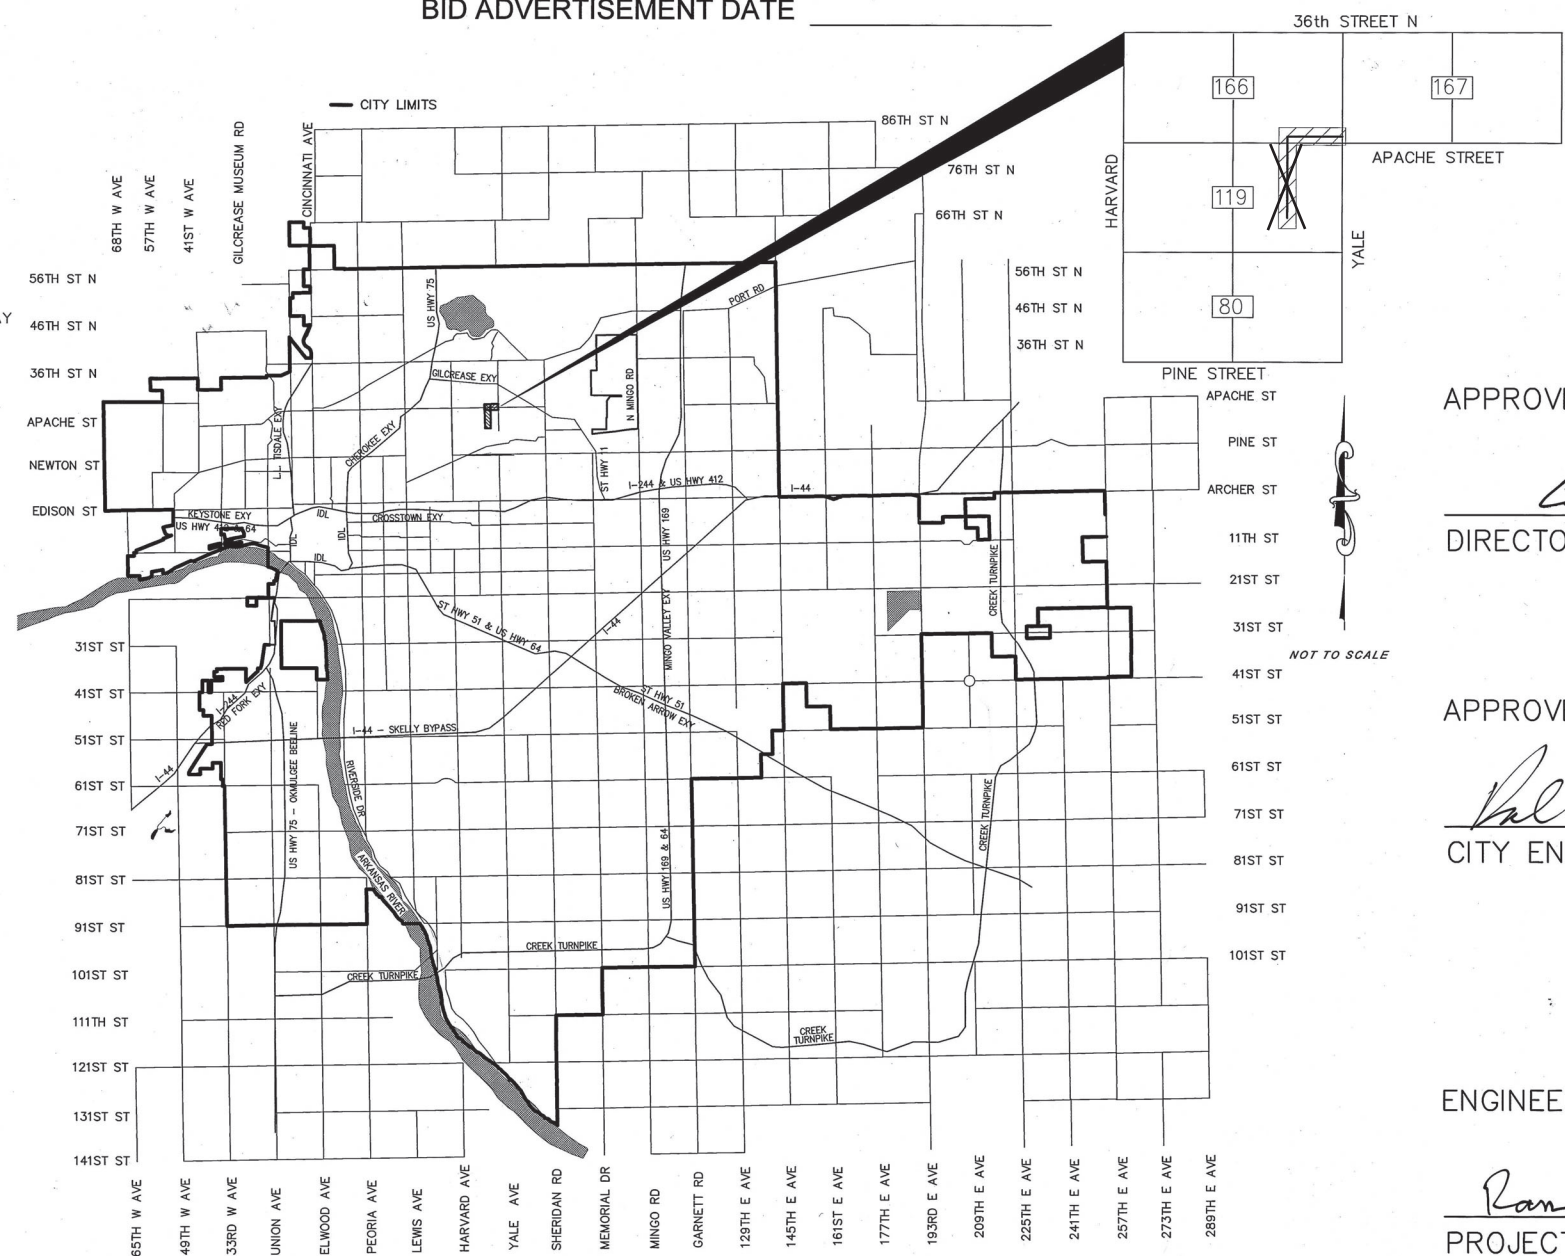 BID ADVERTISEMENT DATE
36th STREET N
166
167
APACHE STREET
HARVARD
119
YALE
80
PINE STREET
CITY LIMITS
68TH W AVE
57TH W AVE
41ST W AVE
GILCREASE MUSEUM RD
CINCINNATI AVE
86TH ST N
76TH ST N
66TH ST N
56TH ST N
46TH ST N
36TH ST N
56TH ST N
46TH ST N
36TH ST N
APACHE ST
NEWTON ST
EDISON ST
AY
US HWY 75
PORT RD
GILCREASE EXY
N MINGO RD
L.L. TISDALE EXY
CHEROKEE EXY
ST HWY 11
I-244 & US HWY 412
I-44
KEYSTONE EXY
US HWY 412 & 64
IDL
CROSSTOWN EXY
IDL
IDL
IDL
US HWY 169
MINGO VALLEY EXY
CREEK TURNPIKE
ST HWY 51 & US HWY 64
I-44
ST HWY 51
BROKEN ARROW EXY
I-244
RED FORK EXY
I-44 - SKELLY BYPASS
I-44
US HWY 75 - OKMULGEE BEELINE
RIVERSIDE DR
ARKANSAS RIVER
US HWY 169 & 64
CREEK TURNPIKE
CREEK TURNPIKE
CREEK TURNPIKE
CREEK
TURNPIKE
APACHE ST
PINE ST
ARCHER ST
11TH ST
21ST ST
31ST ST
41ST ST
51ST ST
61ST ST
71ST ST
81ST ST
91ST ST
101ST ST
NOT TO SCALE
31ST ST
41ST ST
51ST ST
61ST ST
71ST ST
81ST ST
91ST ST
101ST ST
111TH ST
121ST ST
131ST ST
141ST ST
65TH W AVE
49TH W AVE
33RD W AVE
UNION AVE
ELWOOD AVE
PEORIA AVE
LEWIS AVE
HARVARD AVE
YALE AVE
SHERIDAN RD
MEMORIAL DR
MINGO RD
GARNETT RD
129TH E AVE
145TH E AVE
161ST E AVE
177TH E AVE
193RD E AVE
209TH E AVE
225TH E AVE
241TH E AVE
257TH E AVE
273TH E AVE
289TH E AVE
APPROV
DIRECTO
APPROV
CITY EN
ENGINEE
PROJECT